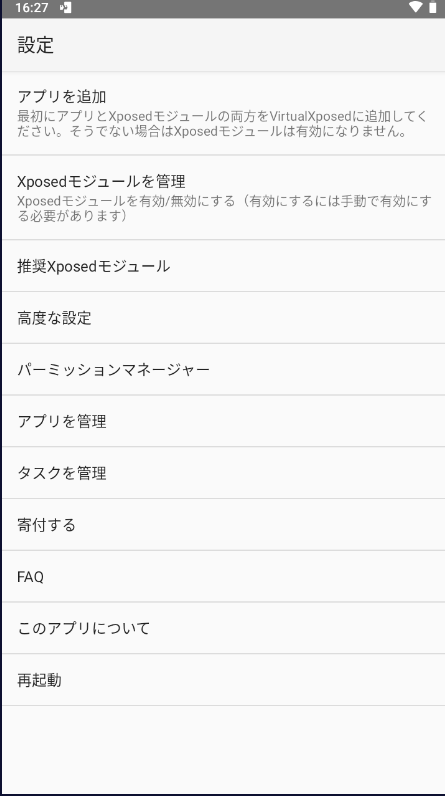 16:27
設定
アプリを追加
最初にアプリとXposedモジュールの両方をVirtualXposedに追加してく
ださい。そうでない場合はXposedモジュールは有効になりません。
Xposedモジュールを管理
Xposedモジュールを有効/無効にする（有効にするには手動で有効にす
る必要があります）
推奨Xposedモジュール
高度な設定
パーミッションマネージャー
アプリを管理
タスクを管理
寄付する
FAQ
このアプリについて
再起動